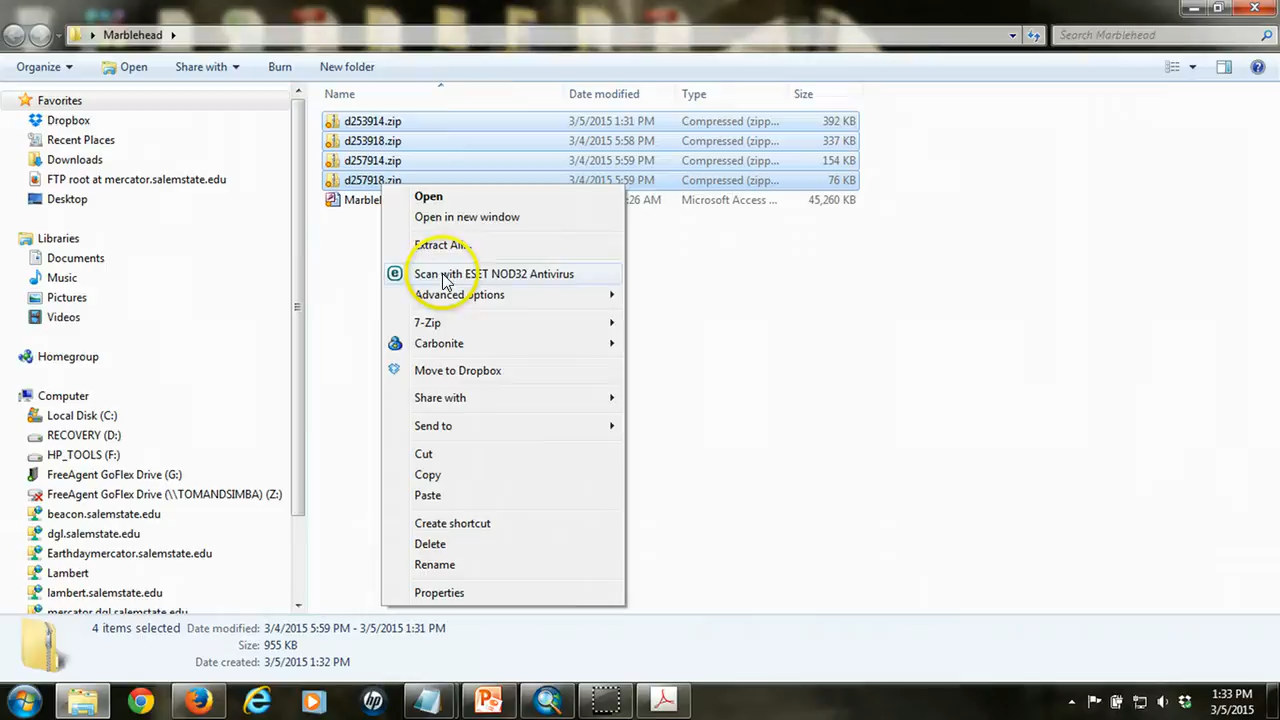 Marblehead
Search Marblehead
Organize
Open
Share with
Burn
New folder
Name
Date modified
Type
Size
Favorites
Dropbox
Recent Places
Downloads
FTP root at mercator.salemstate.edu
Desktop
Libraries
Documents
Music
Pictures
Videos
Homegroup
Computer
Local Disk (C:)
RECOVERY (D:)
HP_TOOLS (F:)
FreeAgent GoFlex Drive (G:)
FreeAgent GoFlex Drive (\\TOMANDSIMBA) (Z:)
beacon.salemstate.edu
dgl.salemstate.edu
Earthdaymercator.salemstate.edu
Lambert
lambert.salemstate.edu
mercator.dgl.salemstate.edu
d253914.zip 3/5/2015 1:31 PM Compressed (zipp... 392 KB
d253918.zip 3/4/2015 5:58 PM Compressed (zipp... 337 KB
d257914.zip 3/4/2015 5:59 PM Compressed (zipp... 154 KB
d257918.zip 3/4/2015 5:59 PM Compressed (zipp... 76 KB
:26 AM Microsoft Access ... 45,260 KB
Open
Open in new window
Extract All...
Scan with ESET NOD32 Antivirus
Advanced options
7-Zip
Carbonite
Move to Dropbox
Share with
Send to
Cut
Copy
Paste
Create shortcut
Delete
Rename
Properties
4 items selected Date modified: 3/4/2015 5:59 PM - 3/5/2015 1:31 PM
Size: 955 KB
Date created: 3/5/2015 1:32 PM
1:33 PM
3/5/2015